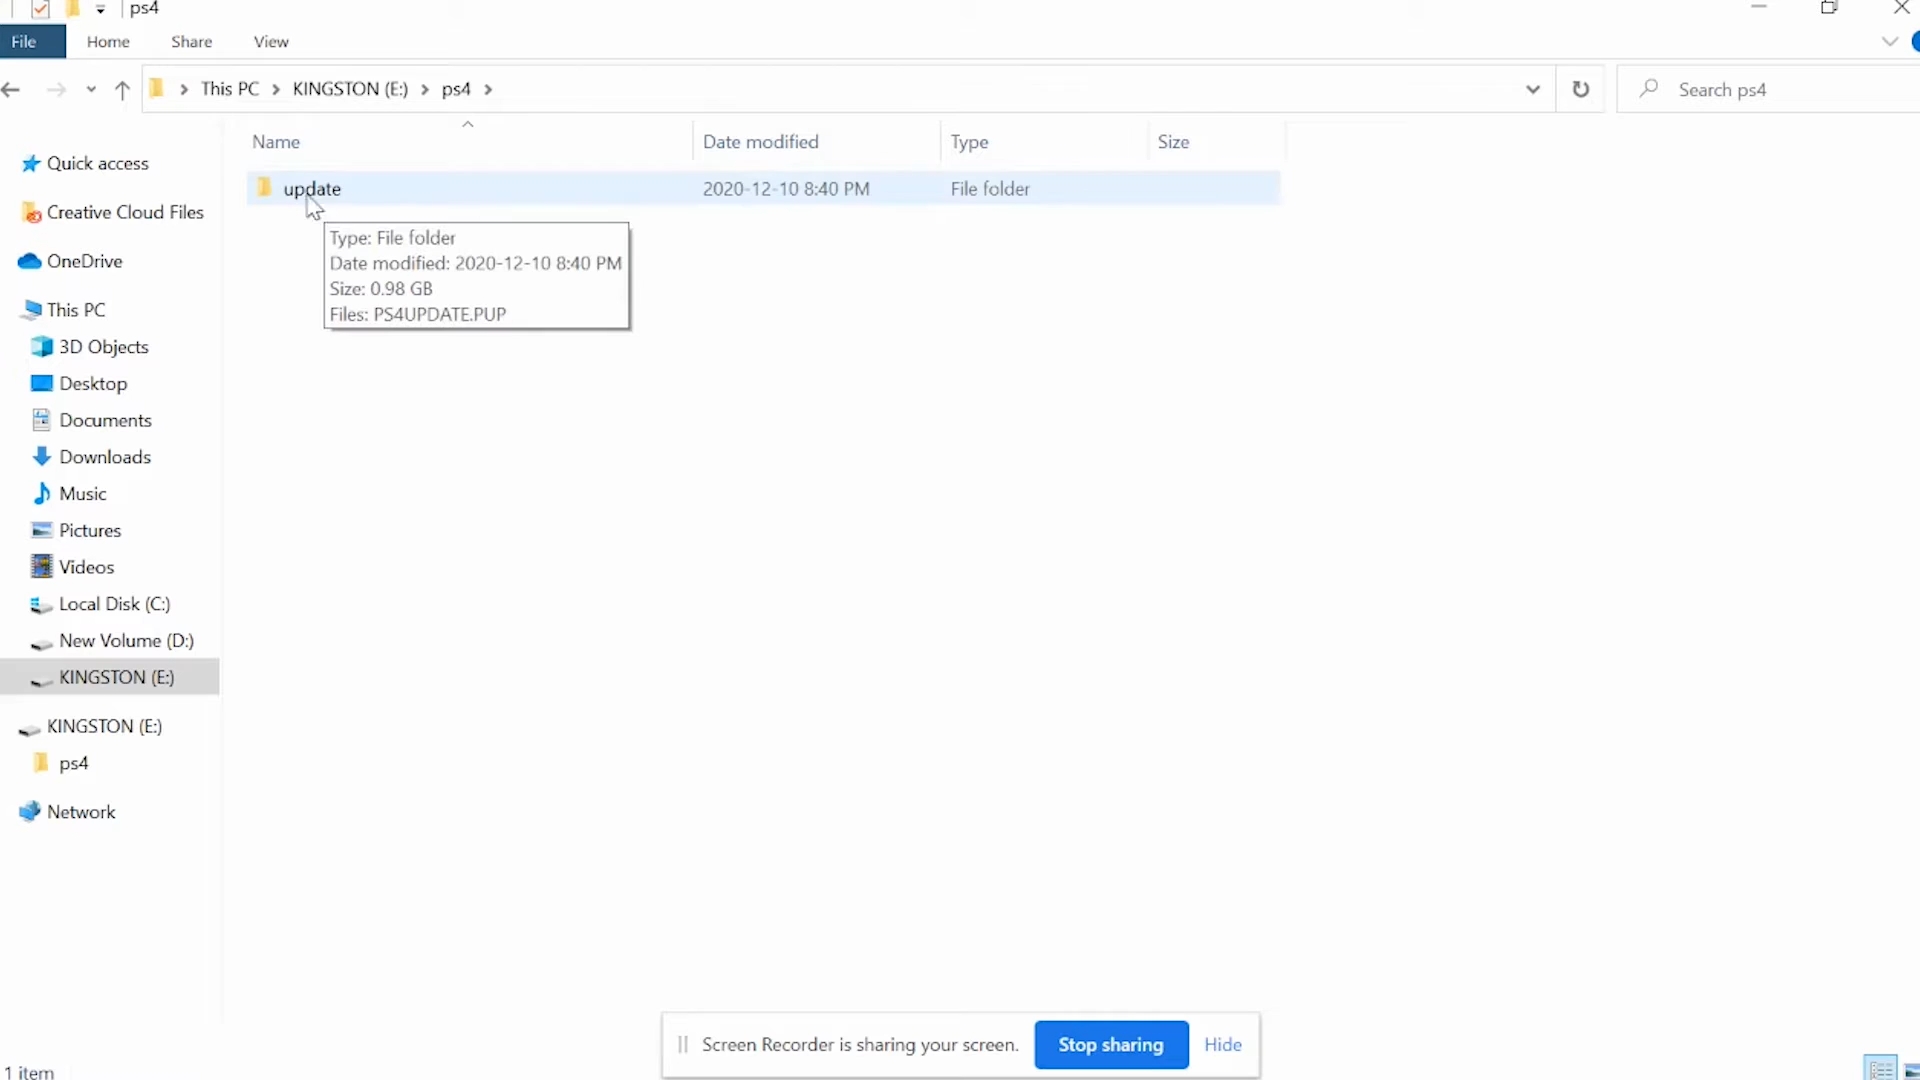 ps4
File Home Share View
This PC KINGSTON (E:) ps4
Search ps4
Name Date modified Type Size
update 2020-12-10 8:40 PM File folder
Type: File folder
Date modified: 2020-12-10 8:40 PM
Size: 0.98 GB
Files: PS4UPDATE.PUP
Quick access
Creative Cloud Files
OneDrive
This PC
3D Objects
Desktop
Documents
Downloads
Music
Pictures
Videos
Local Disk (C:)
New Volume (D:)
KINGSTON (E:)
KINGSTON (E:)
ps4
Network
Screen Recorder is sharing your screen. Stop sharing Hide
1 item